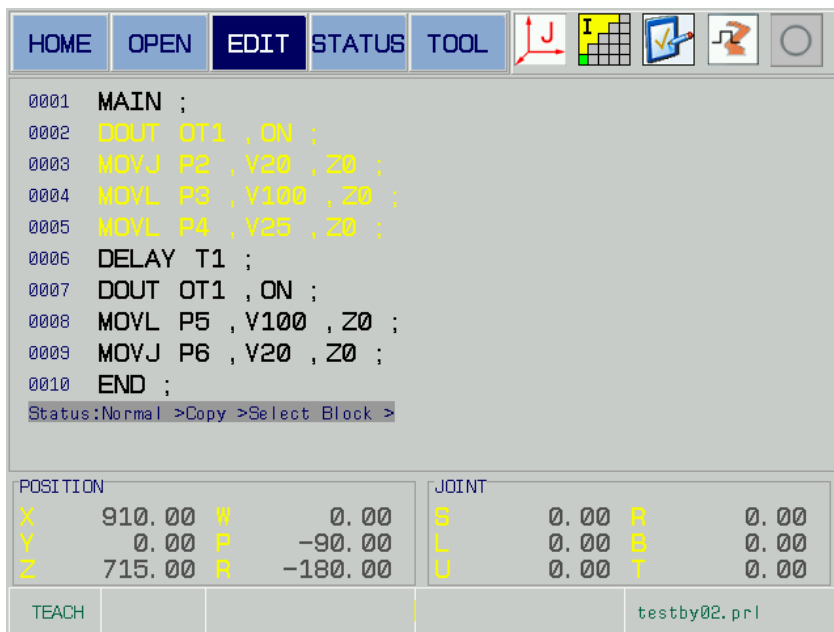 HOME OPEN EDIT STATUS TOOL J I
0001 MAIN ;
0002 DOUT OT1 ,ON ;
0003 MOVJ P2 ,V20 ,Z0 ;
0004 MOVL P3 ,V100 ,Z0 ;
0005 MOVL P4 ,V25 ,Z0 ;
0006 DELAY T1 ;
0007 DOUT OT1 ,ON ;
0008 MOVL P5 ,V100 ,Z0 ;
0009 MOVJ P6 ,V20 ,Z0 ;
0010 END ;
Status:Normal >Copy >Select Block >
POSITION JOINT
X 910.00 W 0.00 S 0.00 R 0.00
Y 0.00 P -90.00 L 0.00 B 0.00
Z 715.00 R -180.00 U 0.00 T 0.00
TEACH testby02.prl